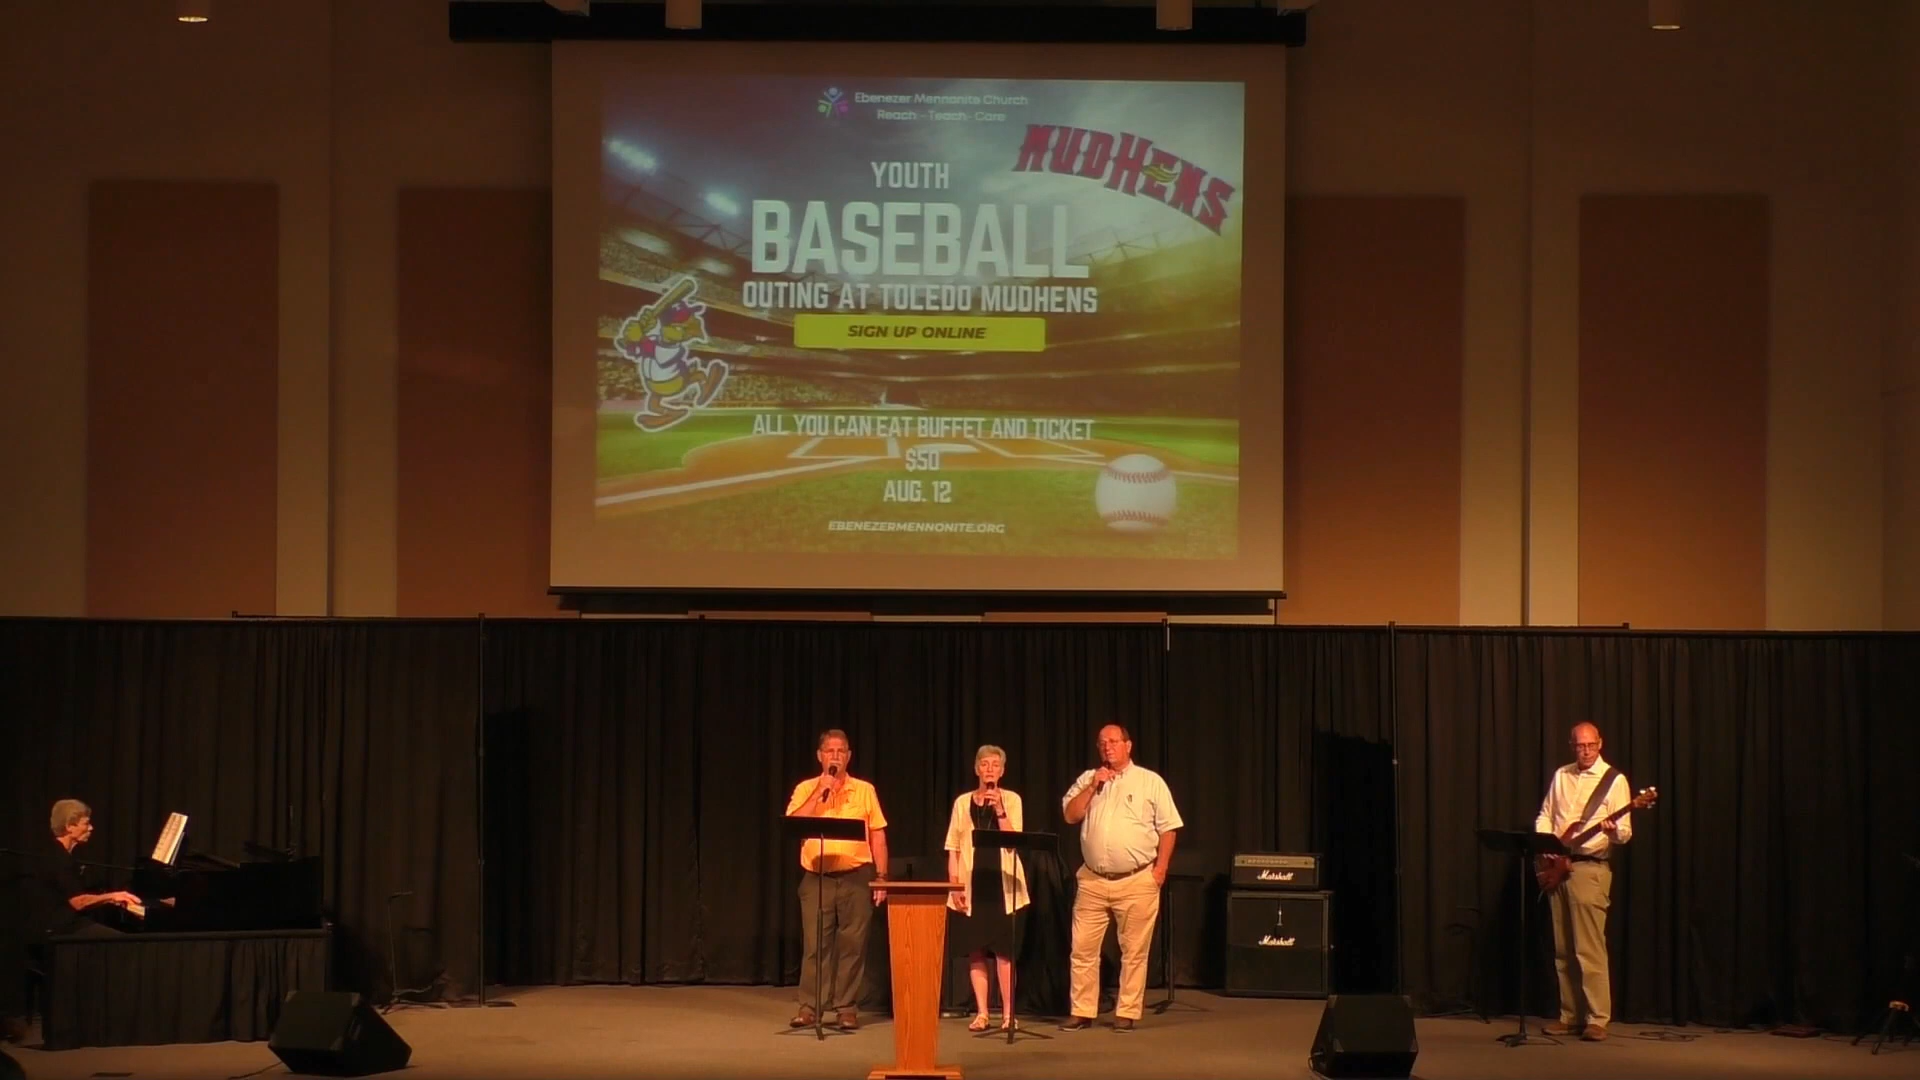 Ebenezer Mennonite Church
Reach - Teach - Care
MUDHENS
YOUTH
BASEBALL
OUTING AT TOLEDO MUDHENS
SIGN UP ONLINE
ALL YOU CAN EAT BUFFET AND TICKET
$50
AUG. 12
EBENEZERMENNONITE.ORG
Marshall
Marshall